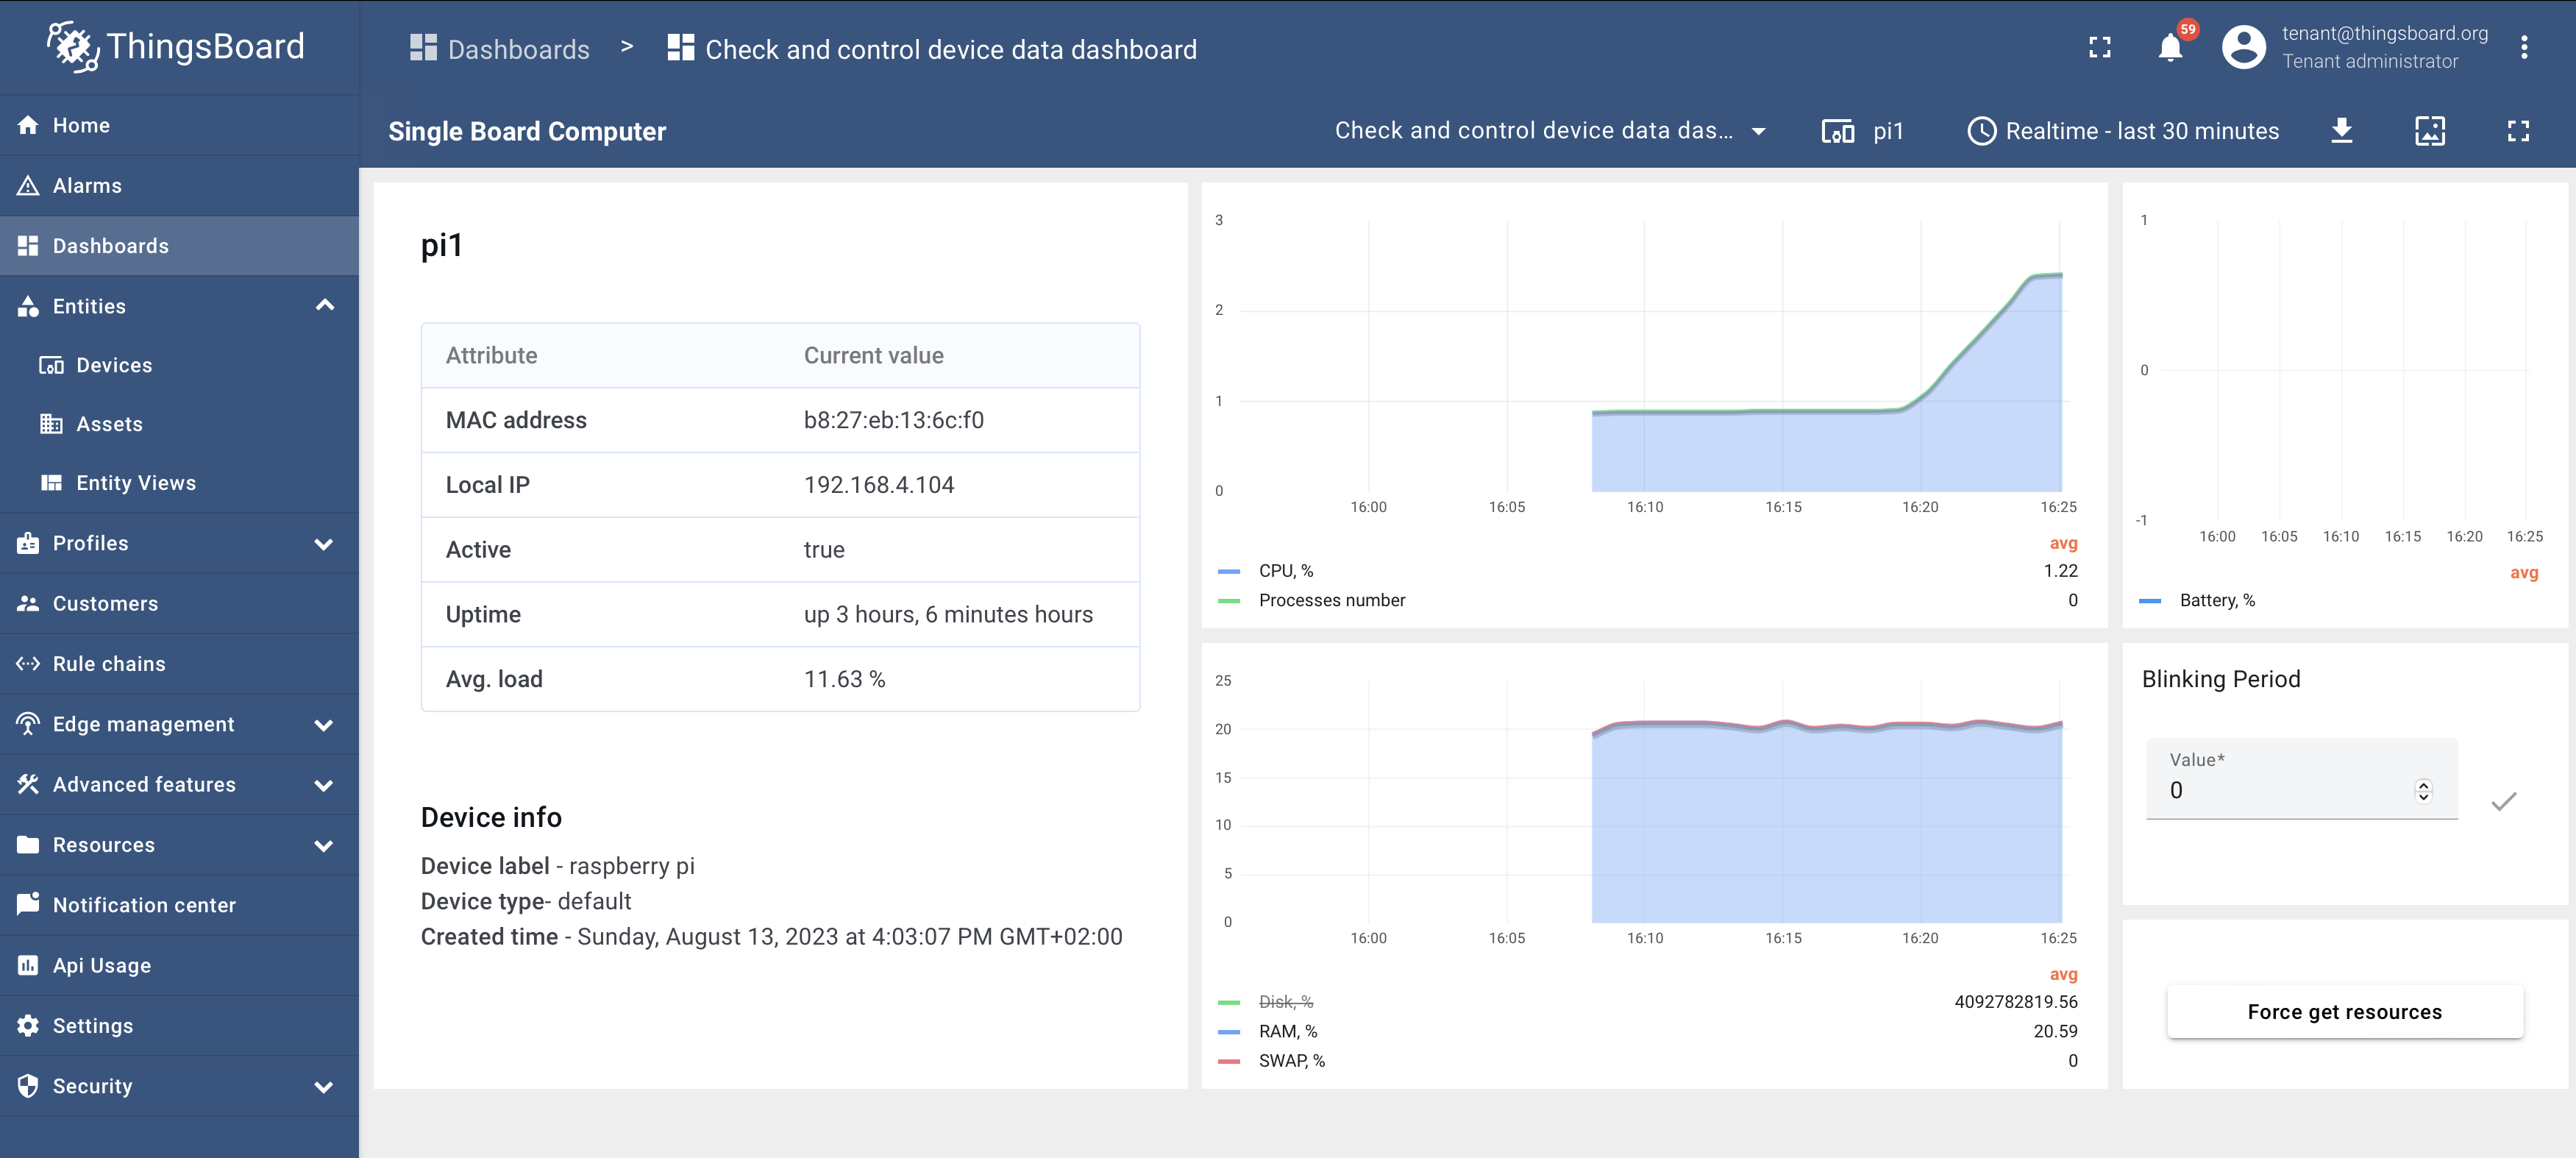 ThingsBoard
Dashboards > Check and control device data dashboard
59
tenant@thingsboard.org
Tenant administrator
Home
Alarms
Dashboards
Entities
Devices
Assets
Entity Views
Profiles
Customers
Rule chains
Edge management
Advanced features
Resources
Notification center
Api Usage
Settings
Security
Single Board Computer
Check and control device data das...
pi1
Realtime - last 30 minutes
pi1
Attribute Current value
MAC address b8:27:eb:13:6c:f0
Local IP 192.168.4.104
Active true
Uptime up 3 hours, 6 minutes hours
Avg. load 11.63 %
Device info
Device label - raspberry pi
Device type- default
Created time - Sunday, August 13, 2023 at 4:03:07 PM GMT+02:00
3
2
1
0
16:00 16:05 16:10 16:15 16:20 16:25
avg
CPU, % 1.22
Processes number 0
25
20
15
10
5
0
16:00 16:05 16:10 16:15 16:20 16:25
avg
Disk, % 4092782819.56
RAM, % 20.59
SWAP, % 0
1
0
-1
16:00 16:05 16:10 16:15 16:20 16:25
avg
Battery, %
Blinking Period
Value*
0
Force get resources